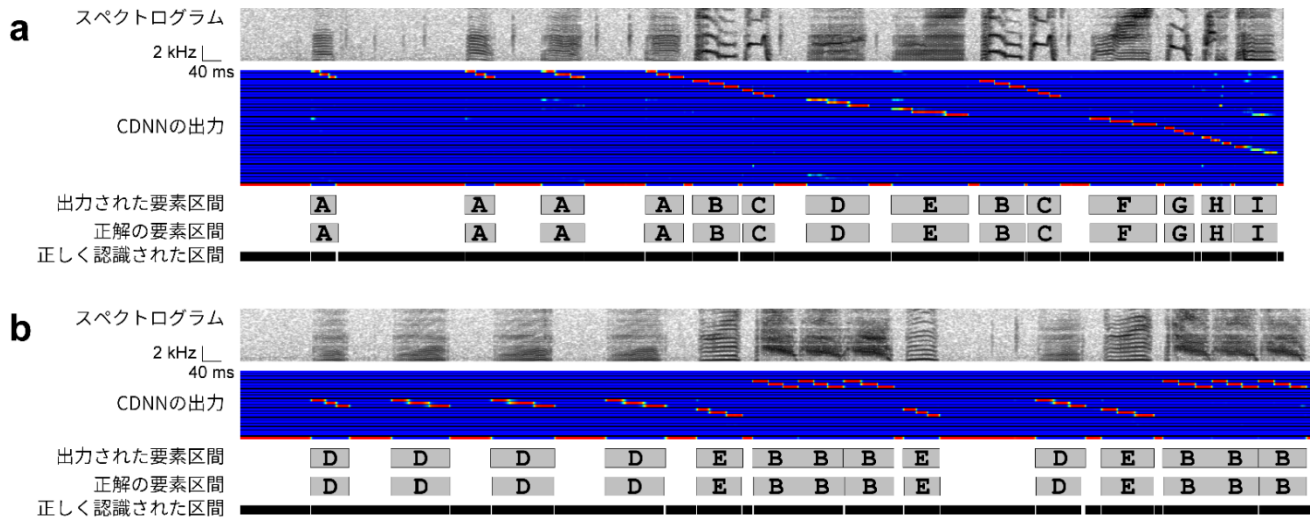 a
スペクトログラム
2 kHz
40 ms
CDNNの出力
出力された要素区間
A A A A B C D E B C F G H I
正解の要素区間
A A A A B C D E B C F G H I
正しく認識された区間
b
スペクトログラム
2 kHz
40 ms
CDNNの出力
出力された要素区間
D D D D E B B B E D E B B B
正解の要素区間
D D D D E B B B E D E B B B
正しく認識された区間